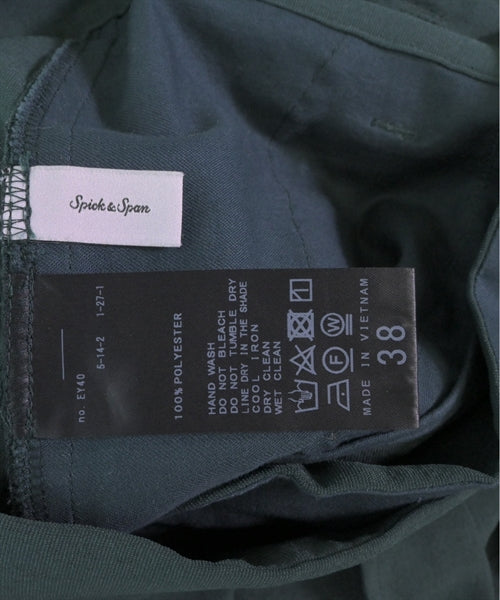 Spick & Span
no. EY40
5-14-2 1-27-1
100% POLYESTER
HAND WASH
DO NOT BLEACH
DO NOT TUMBLE DRY
LINE DRY IN THE SHADE
COOL IRON
DRY CLEAN
WET CLEAN
F W
MADE IN VIETNAM
38